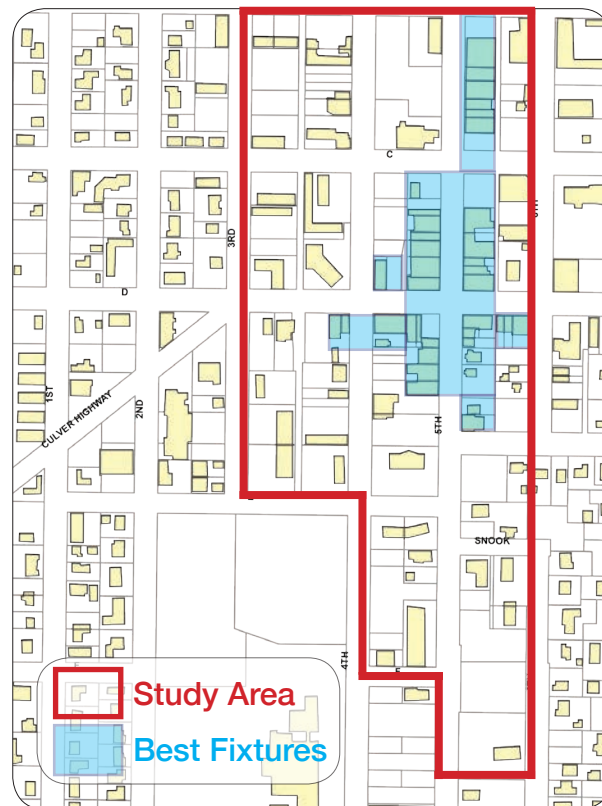 C
3RD
D
1ST
2ND
CULVER HIGHWAY
5TH
SNOOK
4TH
Study Area
Best Fixtures